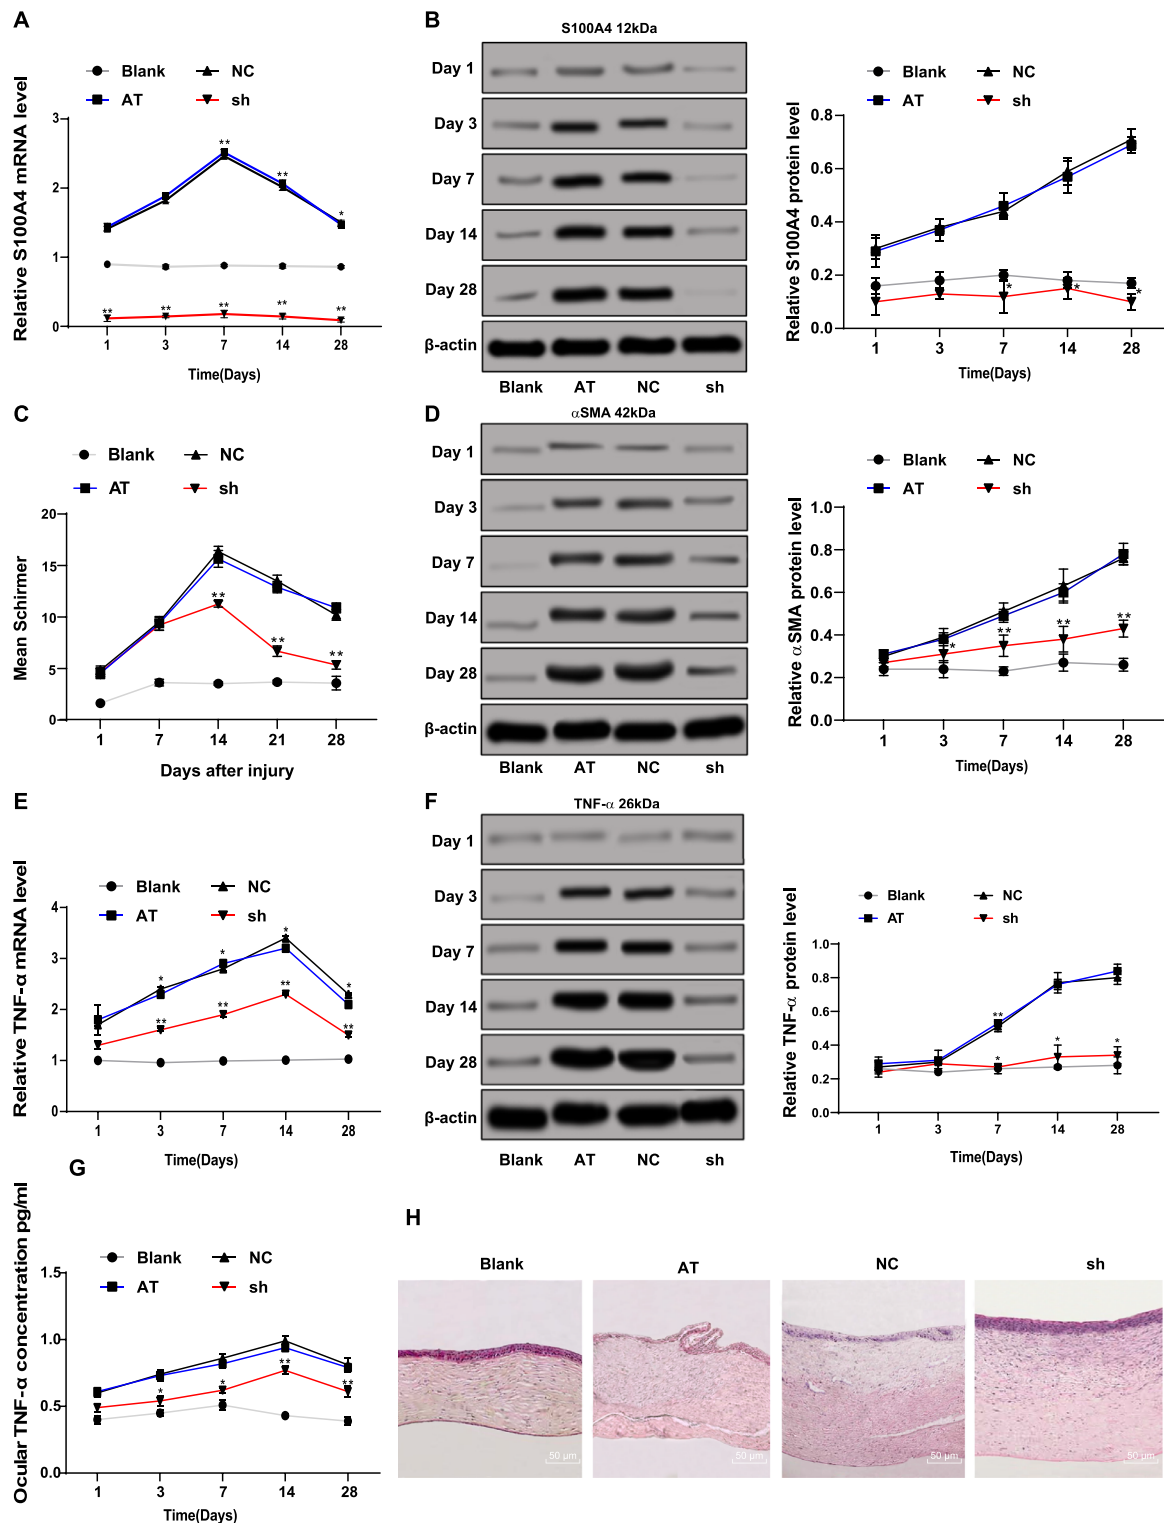 A
Blank
NC
AT
sh
Relative S100A4 mRNA level
3
2
1
0
**
**
*
**
**
**
**
**
1
3
7
14
28
Time(Days)
B
S100A4 12kDa
Day 1
Day 3
Day 7
Day 14
Day 28
β-actin
Blank
AT
NC
sh
Blank
NC
AT
sh
Relative S100A4 protein level
0.8
0.6
0.4
0.2
0.0
*
*
*
1
3
7
14
28
Time(Days)
C
Blank
NC
AT
sh
Mean Schirmer
20
15
10
5
0
**
**
**
1
7
14
21
28
Days after injury
D
αSMA 42kDa
Day 1
Day 3
Day 7
Day 14
Day 28
β-actin
Blank
AT
NC
sh
Blank
NC
AT
sh
Relative αSMA protein level
1.0
0.8
0.6
0.4
0.2
0.0
*
**
**
**
1
3
7
14
28
Time(Days)
E
Blank
NC
AT
sh
Relative TNF-α mRNA level
4
3
2
1
0
*
*
*
*
**
**
**
**
1
3
7
14
28
Time(Days)
F
TNF-α 26kDa
Day 1
Day 3
Day 7
Day 14
Day 28
β-actin
Blank
AT
NC
sh
Blank
NC
AT
sh
Relative TNF-α protein level
1.0
0.8
0.6
0.4
0.2
0.0
**
*
*
*
1
3
7
14
28
Time(Days)
G
Blank
NC
AT
sh
Ocular TNF-α concentration pg/ml
1.5
1.0
0.5
0.0
*
*
**
**
1
3
7
14
28
Time(Days)
H
Blank
AT
NC
sh
50 μm
50 μm
50 μm
50 μm